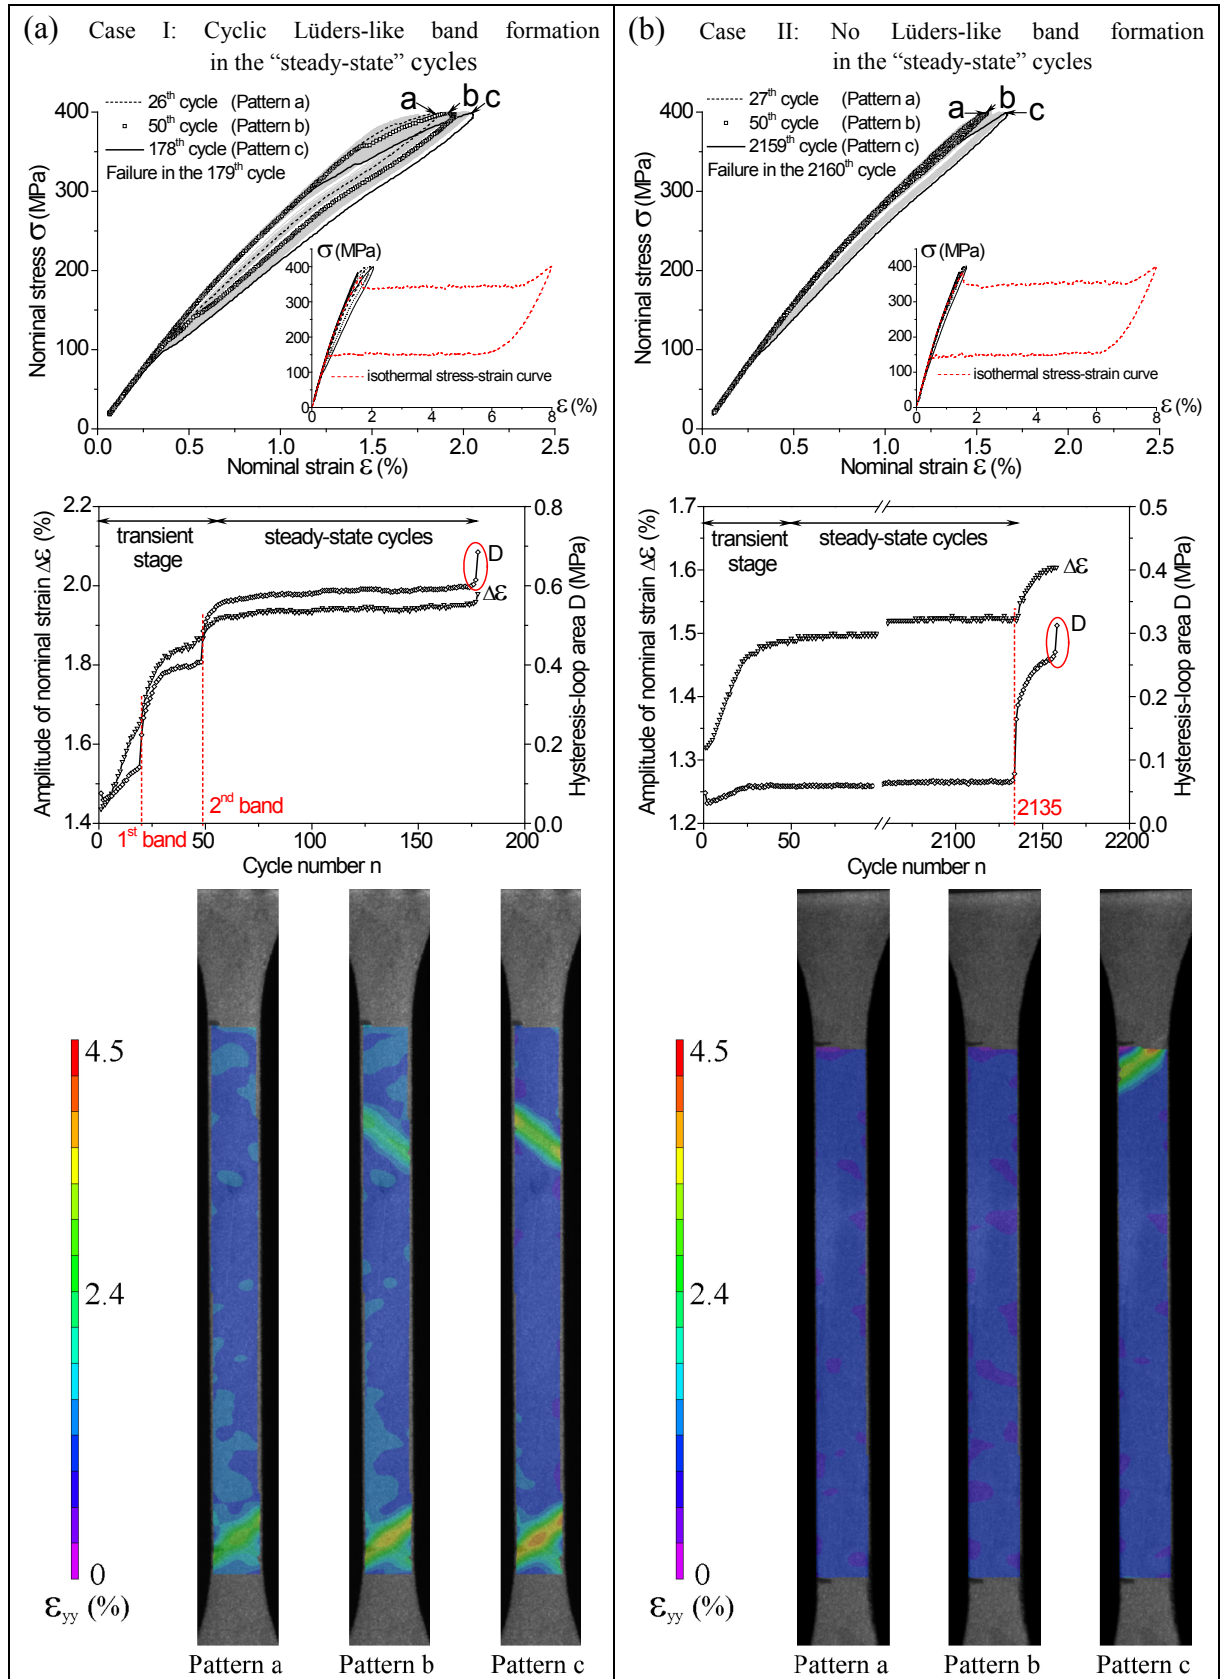 (a) Case I: Cyclic Lüders-like band formation
in the “steady-state” cycles
26th cycle (Pattern a)
50th cycle (Pattern b)
178th cycle (Pattern c)
Failure in the 179th cycle
a b c
400
300
200
100
0
Nominal stress σ (MPa)
σ (MPa)
400
300
200
100
0
isothermal stress-strain curve
0 2 4 6 8
ε (%)
0.0 0.5 1.0 1.5 2.0 2.5
Nominal strain ε (%)
2.2
2.0
1.8
1.6
1.4
Amplitude of nominal strain Δε (%)
transient
stage
steady-state cycles
D
Δε
1st band
2nd band
0.8
0.6
0.4
0.2
0.0
Hysteresis-loop area D (MPa)
0 50 100 150 200
Cycle number n
4.5
2.4
0
εyy (%)
Pattern a Pattern b Pattern c
(b) Case II: No Lüders-like band formation
in the “steady-state” cycles
27th cycle (Pattern a)
50th cycle (Pattern b)
2159th cycle (Pattern c)
Failure in the 2160th cycle
a b c
400
300
200
100
0
Nominal stress σ (MPa)
σ (MPa)
400
300
200
100
0
isothermal stress-strain curve
0 2 4 6 8
ε (%)
0.0 0.5 1.0 1.5 2.0 2.5
Nominal strain ε (%)
1.7
1.6
1.5
1.4
1.3
1.2
Amplitude of nominal strain Δε (%)
transient
stage
steady-state cycles
Δε
D
2135
0.5
0.4
0.3
0.2
0.1
0.0
Hysteresis-loop area D (MPa)
0 50 2100 2150 2200
Cycle number n
4.5
2.4
0
εyy (%)
Pattern a Pattern b Pattern c